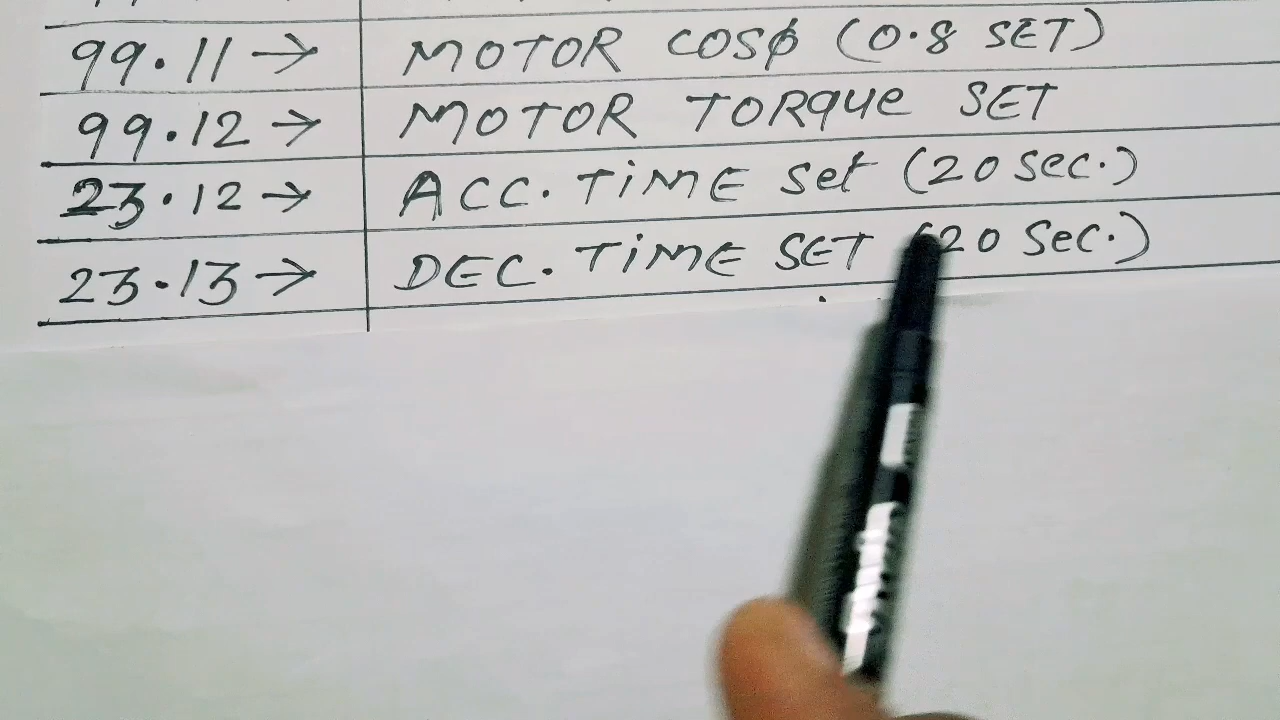 99.11 → MOTOR COSϕ (0.8 SET)
99.12 → MOTOR TORque SET
23.12 → ACC. TiME Set (20 Sec.)
23.13 → DEC. TiME SET (20 Sec.)